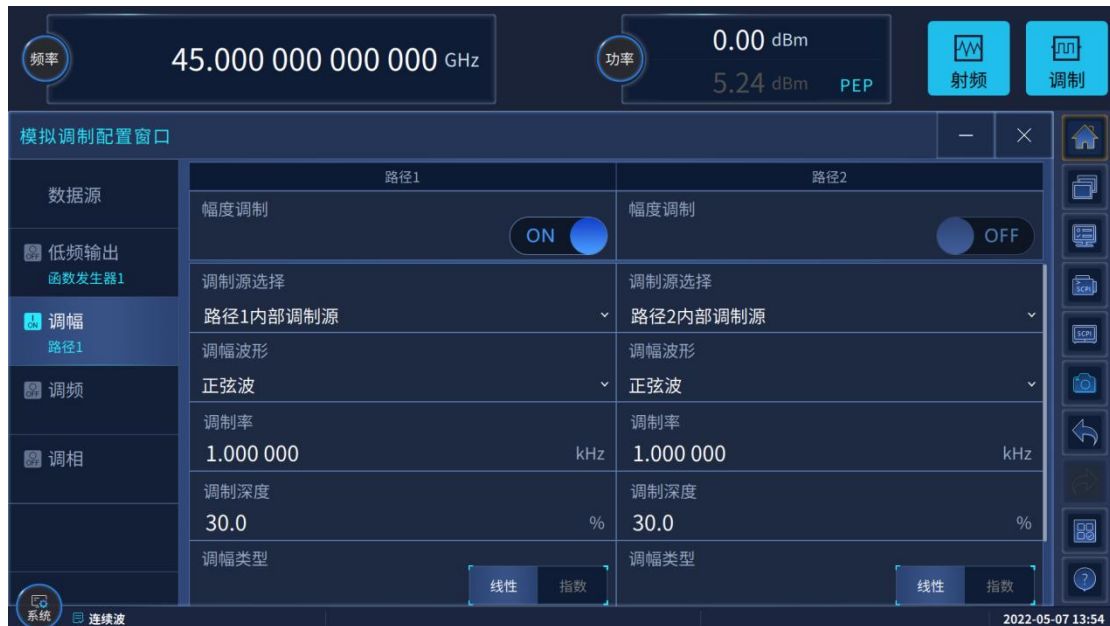 频率
45.000 000 000 000 GHz
功率
0.00 dBm
5.24 dBm PEP
射频
调制
模拟调制配置窗口
数据源
OFF 低频输出
函数发生器1
ON 调幅
路径1
OFF 调频
OFF 调相
路径1
幅度调制
ON
调制源选择
路径1内部调制源
调幅波形
正弦波
调制率
1.000 000 kHz
调制深度
30.0 %
调幅类型
线性 指数
路径2
幅度调制
OFF
调制源选择
路径2内部调制源
调幅波形
正弦波
调制率
1.000 000 kHz
调制深度
30.0 %
调幅类型
线性 指数
SCPI
SCPI
系统
连续波
2022-05-07 13:54